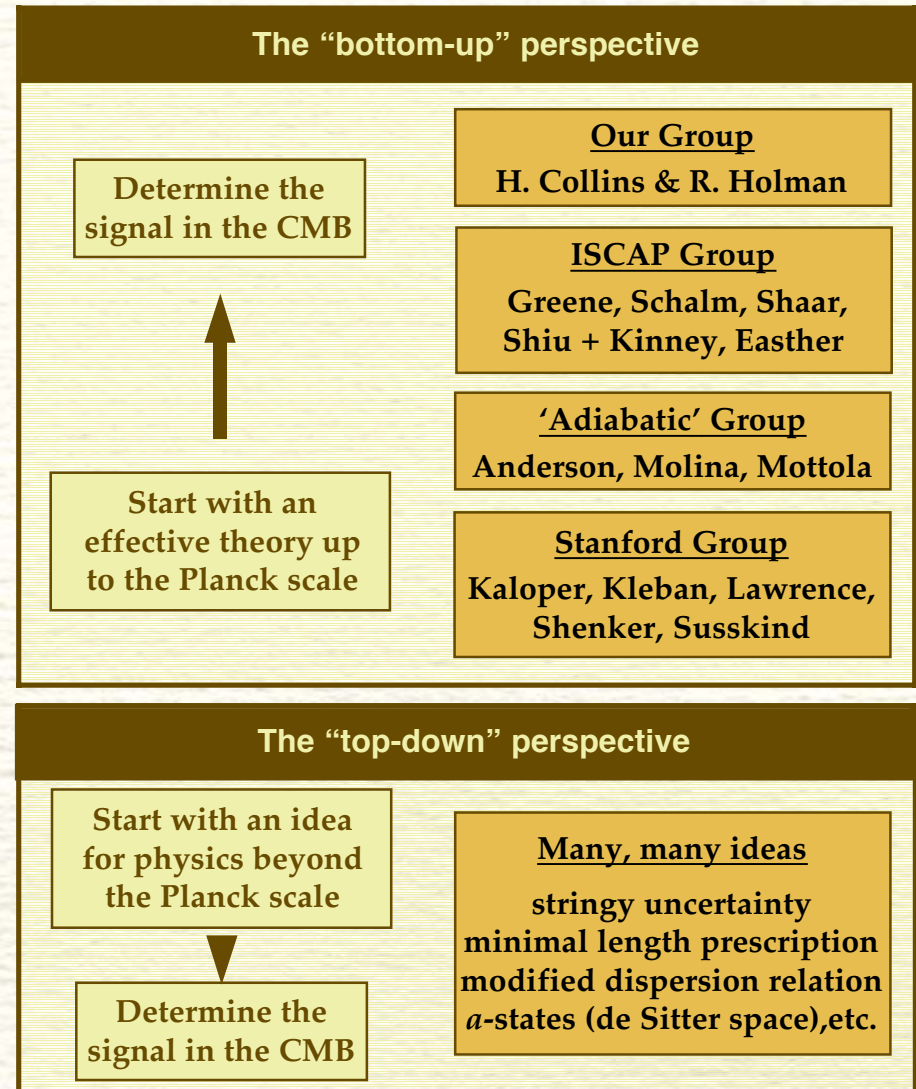 The “bottom-up” perspective
Determine the
signal in the CMB
Start with an
effective theory up
to the Planck scale
Our Group
H. Collins & R. Holman
ISCAP Group
Greene, Schalm, Shaar,
Shiu + Kinney, Easther
‘Adiabatic’ Group
Anderson, Molina, Mottola
Stanford Group
Kaloper, Kleban, Lawrence,
Shenker, Susskind
The “top-down” perspective
Start with an idea
for physics beyond
the Planck scale
Determine the
signal in the CMB
Many, many ideas
stringy uncertainty
minimal length prescription
modified dispersion relation
a-states (de Sitter space),etc.